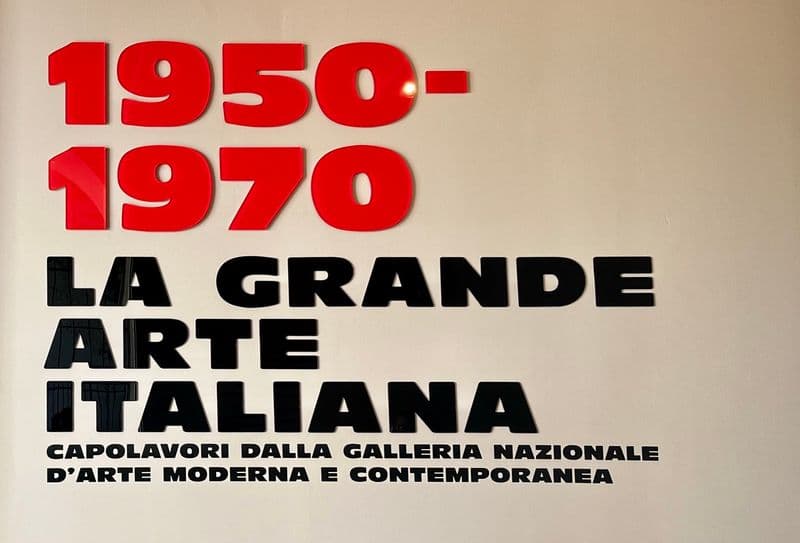 1950-
1970
LA GRANDE
ARTE
ITALIANA
CAPOLAVORI DALLA GALLERIA NAZIONALE
D'ARTE MODERNA E CONTEMPORANEA